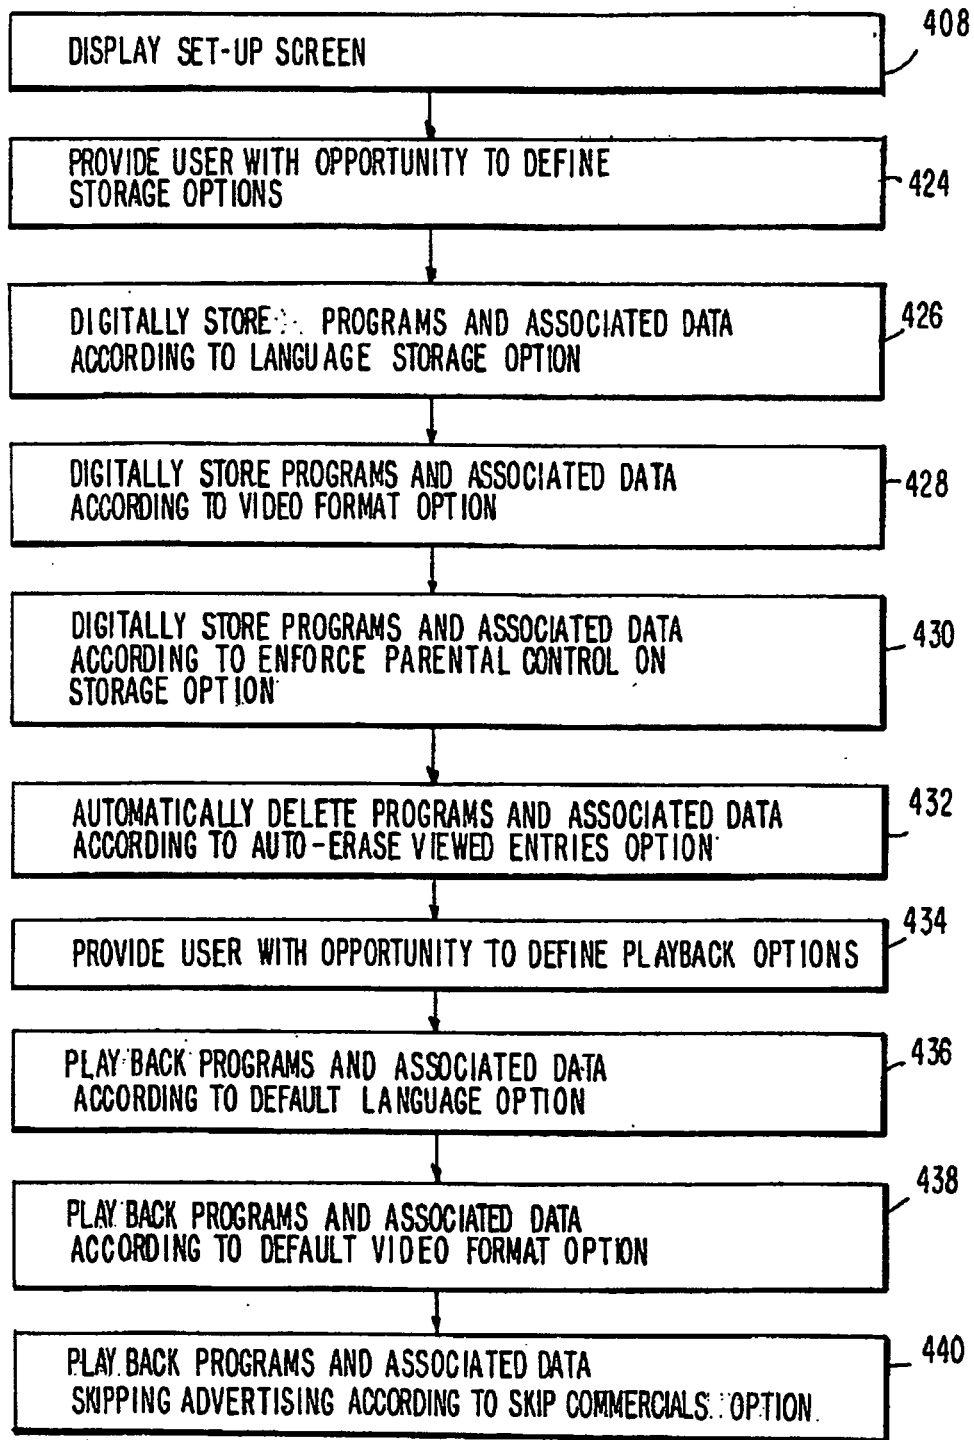 408
DISPLAY SET-UP SCREEN
PROVIDE USER WITH OPPORTUNITY TO DEFINE
STORAGE OPTIONS
424
DIGITALLY STORE PROGRAMS AND ASSOCIATED DATA
ACCORDING TO LANGUAGE STORAGE OPTION
426
DIGITALLY STORE PROGRAMS AND ASSOCIATED DATA
ACCORDING TO VIDEO FORMAT OPTION
428
DIGITALLY STORE PROGRAMS AND ASSOCIATED DATA
ACCORDING TO ENFORCE PARENTAL CONTROL ON
STORAGE OPTION
430
AUTOMATICALLY DELETE PROGRAMS AND ASSOCIATED DATA
ACCORDING TO AUTO-ERASE VIEWED ENTRIES OPTION
432
PROVIDE USER WITH OPPORTUNITY TO DEFINE PLAYBACK OPTIONS
434
PLAY BACK PROGRAMS AND ASSOCIATED DATA
ACCORDING TO DEFAULT LANGUAGE OPTION
436
PLAY BACK PROGRAMS AND ASSOCIATED DATA
ACCORDING TO DEFAULT VIDEO FORMAT OPTION
438
PLAY BACK PROGRAMS AND ASSOCIATED DATA
SKIPPING ADVERTISING ACCORDING TO SKIP COMMERCIALS OPTION
440